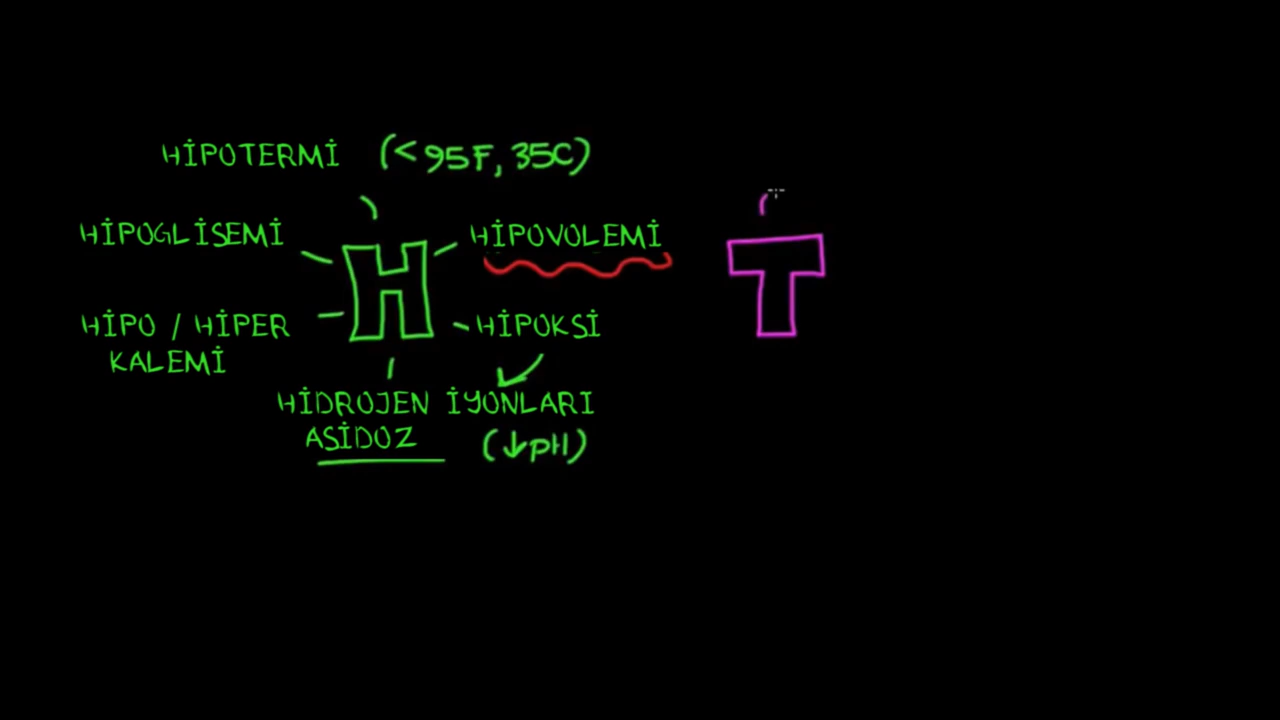 HİPOTERMİ (<95F, 35C)
HİPOGLİSEMİ
HİPOVOLEMİ
H
T
HİPO / HİPER
KALEMİ
HİPOKSİ
HİDROJEN İYONLARI
ASİDOZ (↓pH)